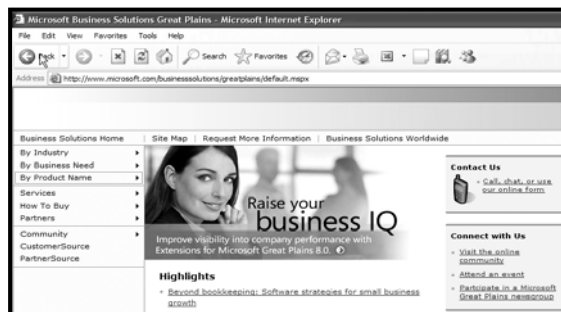 Microsoft Business Solutions Great Plains - Microsoft Internet Explorer
File Edit View Favorites Tools Help
Back Search Favorites
Address http://www.microsoft.com/businesssolutions/greatplains/default.mspx
Business Solutions Home | Site Map | Request More Information | Business Solutions Worldwide
By Industry
By Business Need
By Product Name
Services
How To Buy
Partners
Community
CustomerSource
PartnerSource
Raise your
business IQ
Improve visibility into company performance with
Extensions for Microsoft Great Plains 8.0.
Highlights
Beyond bookkeeping: Software strategies for small business
growth
Contact Us
Call, chat, or use
our online form
Connect with Us
Visit the online
community
Attend an event
Participate in a Microsoft
Great Plains newsgroup